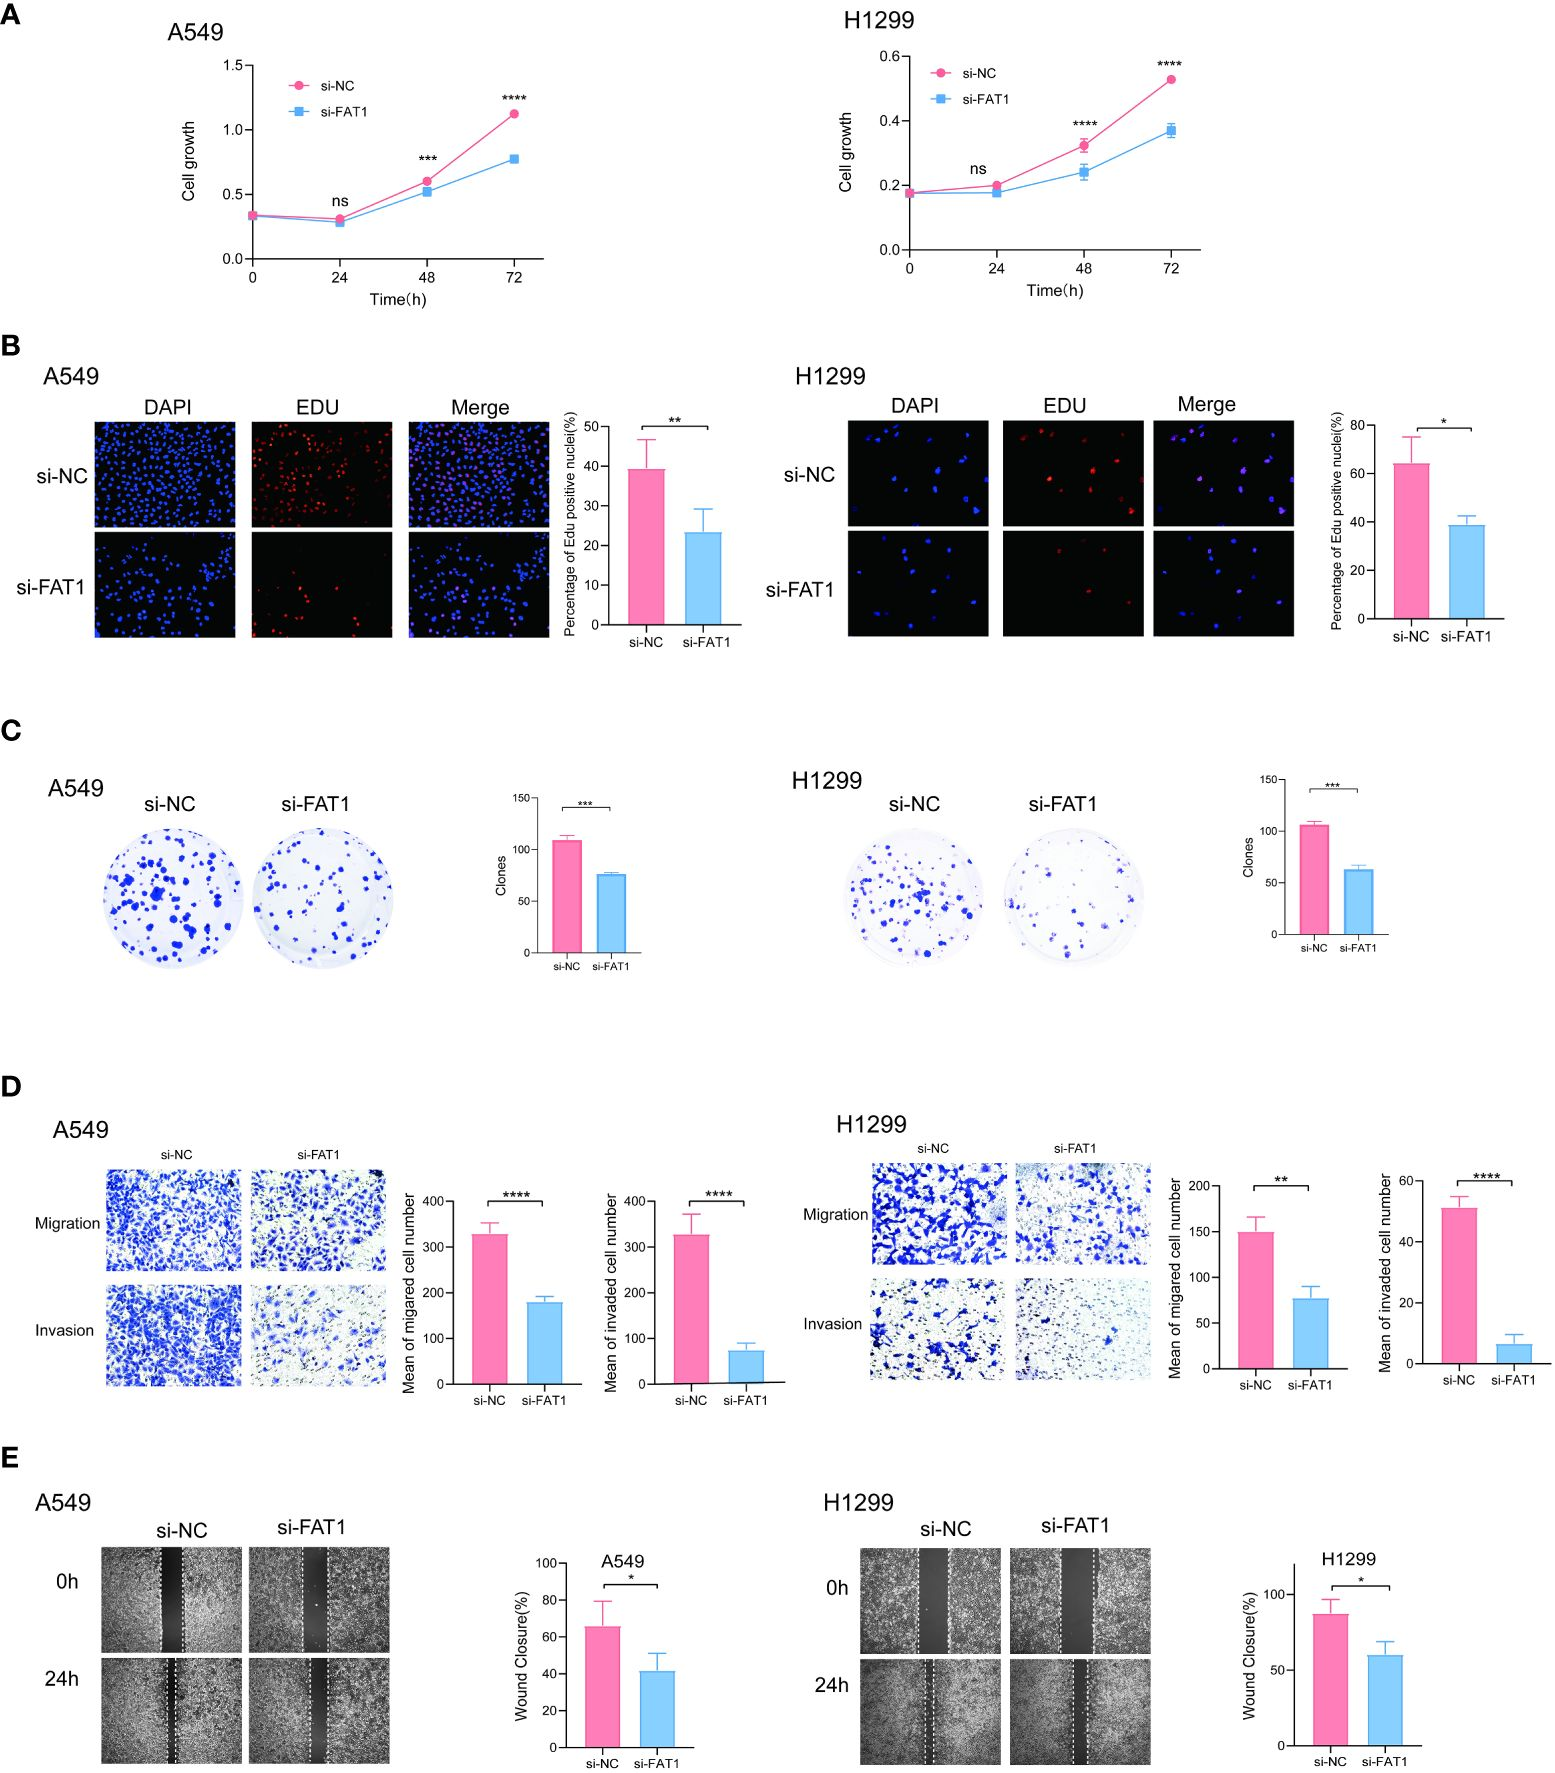 A
A549
1.5
1.0
0.5
0.0
Cell growth
si-NC
si-FAT1
ns
***
****
0 24 48 72
Time(h)
H1299
0.6
0.4
0.2
0.0
Cell growth
si-NC
si-FAT1
ns
****
****
0 24 48 72
Time(h)
B
A549
DAPI EDU Merge
si-NC
si-FAT1
Percentage of Edu positive nuclei(%)
50
40
30
20
10
0
**
si-NC si-FAT1
H1299
DAPI EDU Merge
si-NC
si-FAT1
Percentage of Edu positive nuclei(%)
80
60
40
20
0
*
si-NC si-FAT1
C
A549
si-NC si-FAT1
Clones
150
100
50
0
***
si-NC si-FAT1
H1299
si-NC si-FAT1
Clones
150
100
50
0
***
si-NC si-FAT1
D
A549
si-NC si-FAT1
Migration
Invasion
Mean of migared cell number
400
300
200
100
0
****
si-NC si-FAT1
Mean of invaded cell number
400
300
200
100
0
****
si-NC si-FAT1
H1299
si-NC si-FAT1
Migration
Invasion
Mean of migared cell number
200
150
100
50
0
**
si-NC si-FAT1
Mean of invaded cell number
60
40
20
0
****
si-NC si-FAT1
E
A549
si-NC si-FAT1
0h
24h
A549
Wound Closure(%)
100
80
60
40
20
0
*
si-NC si-FAT1
H1299
si-NC si-FAT1
0h
24h
H1299
Wound Closure(%)
100
50
0
*
si-NC si-FAT1